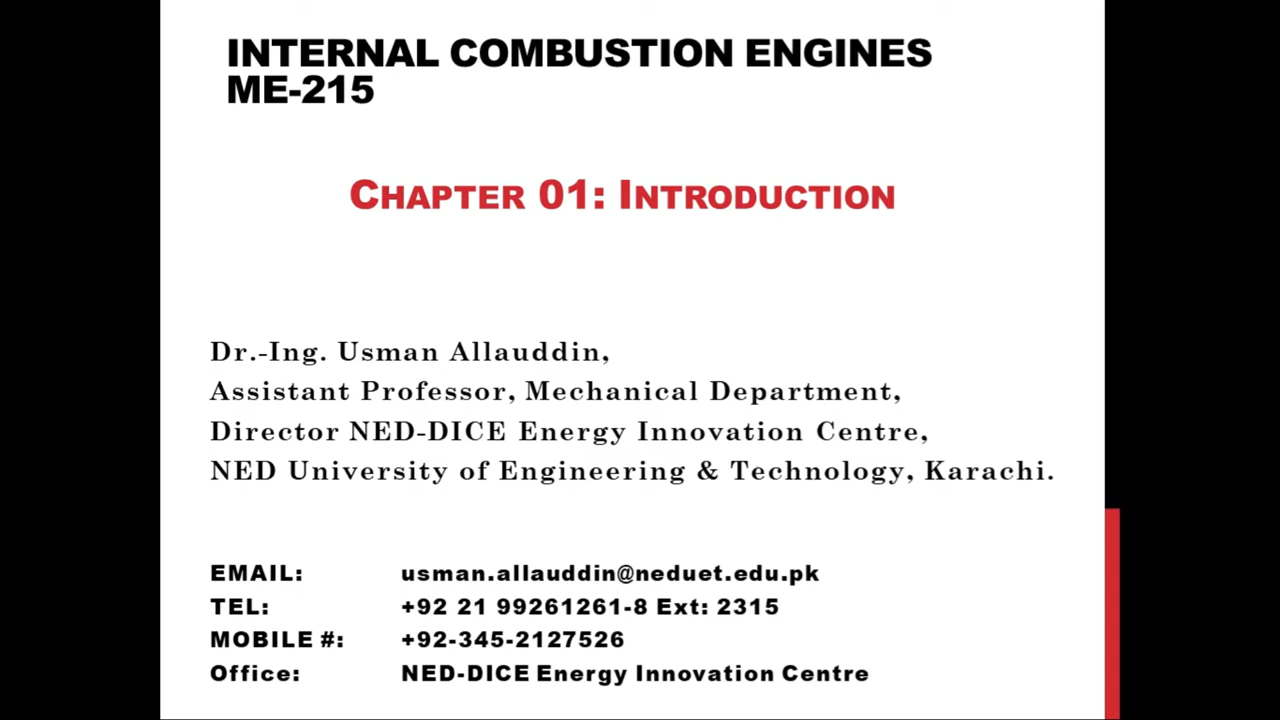 INTERNAL COMBUSTION ENGINES
ME-215
CHAPTER 01: INTRODUCTION
Dr.-Ing. Usman Allauddin,
Assistant Professor, Mechanical Department,
Director NED-DICE Energy Innovation Centre,
NED University of Engineering & Technology, Karachi.
EMAIL: usman.allauddin@neduet.edu.pk
TEL: +92 21 99261261-8 Ext: 2315
MOBILE #: +92-345-2127526
Office: NED-DICE Energy Innovation Centre